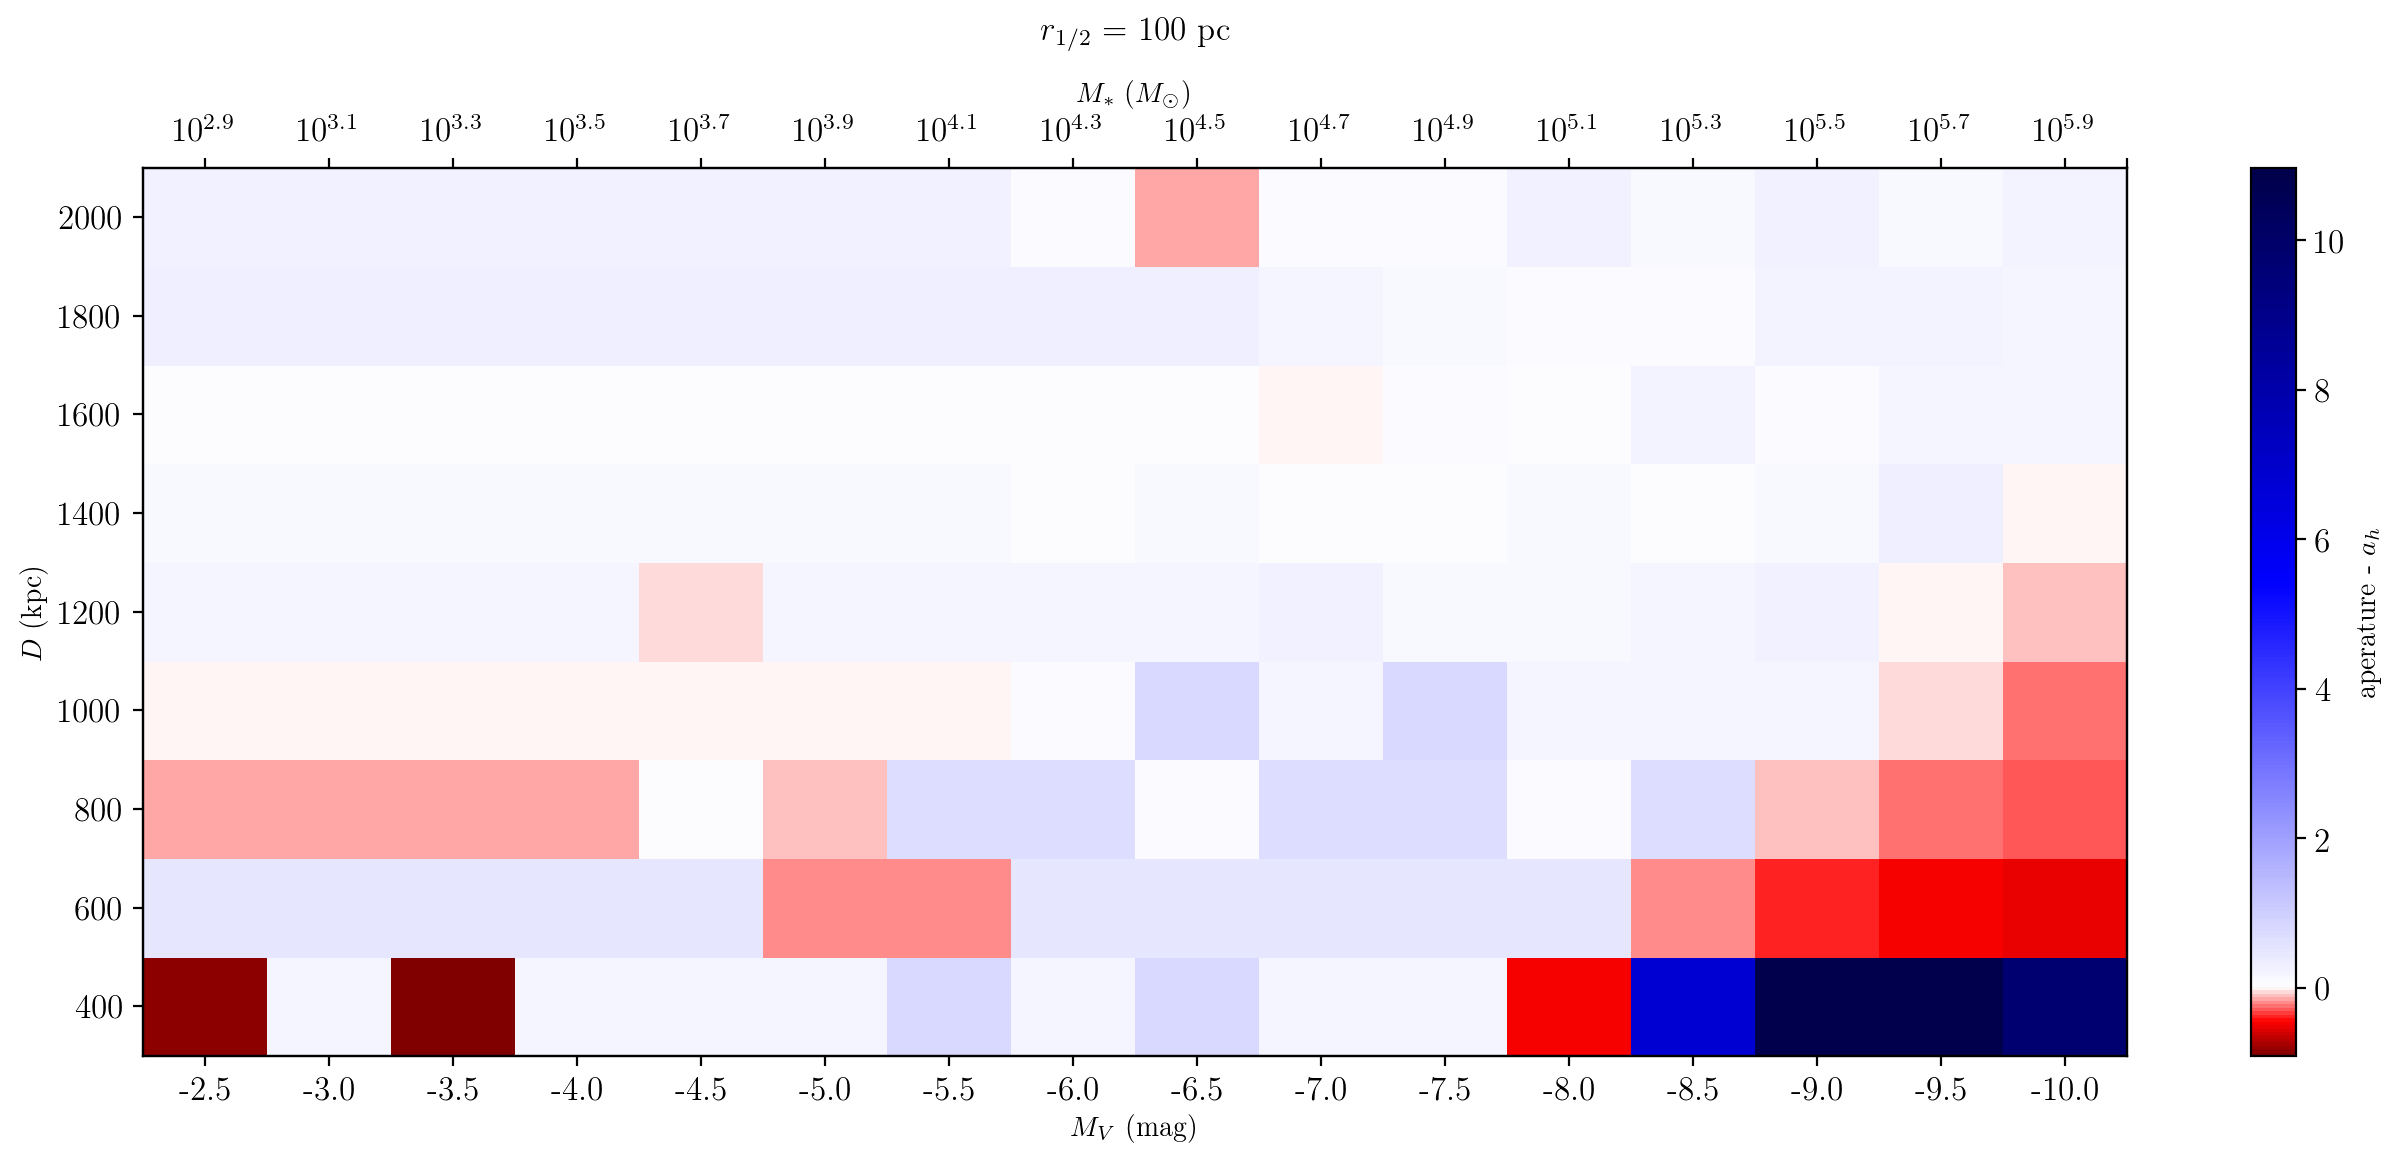 r_{1/2} = 100 pc
M_* (M_⊙)
10^{2.9} 10^{3.1} 10^{3.3} 10^{3.5} 10^{3.7} 10^{3.9} 10^{4.1} 10^{4.3} 10^{4.5} 10^{4.7} 10^{4.9} 10^{5.1} 10^{5.3} 10^{5.5} 10^{5.7} 10^{5.9}
D (kpc)
2000
1800
1600
1400
1200
1000
800
600
400
-2.5 -3.0 -3.5 -4.0 -4.5 -5.0 -5.5 -6.0 -6.5 -7.0 -7.5 -8.0 -8.5 -9.0 -9.5 -10.0
M_V (mag)
10
8
6
4
2
0
aperature - a_h